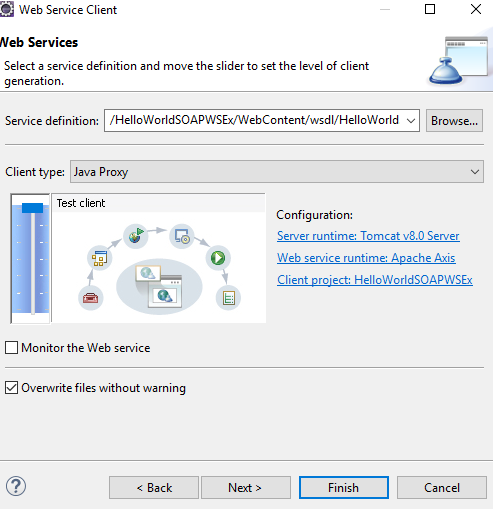 Web Service Client
Web Services
Select a service definition and move the slider to set the level of client
generation.
Service definition: /HelloWorldSOAPWSEx/WebContent/wsdl/HelloWorld
Browse...
Client type: Java Proxy
Test client
Configuration:
Server runtime: Tomcat v8.0 Server
Web service runtime: Apache Axis
Client project: HelloWorldSOAPWSEx
Monitor the Web service
Overwrite files without warning
? < Back Next > Finish Cancel